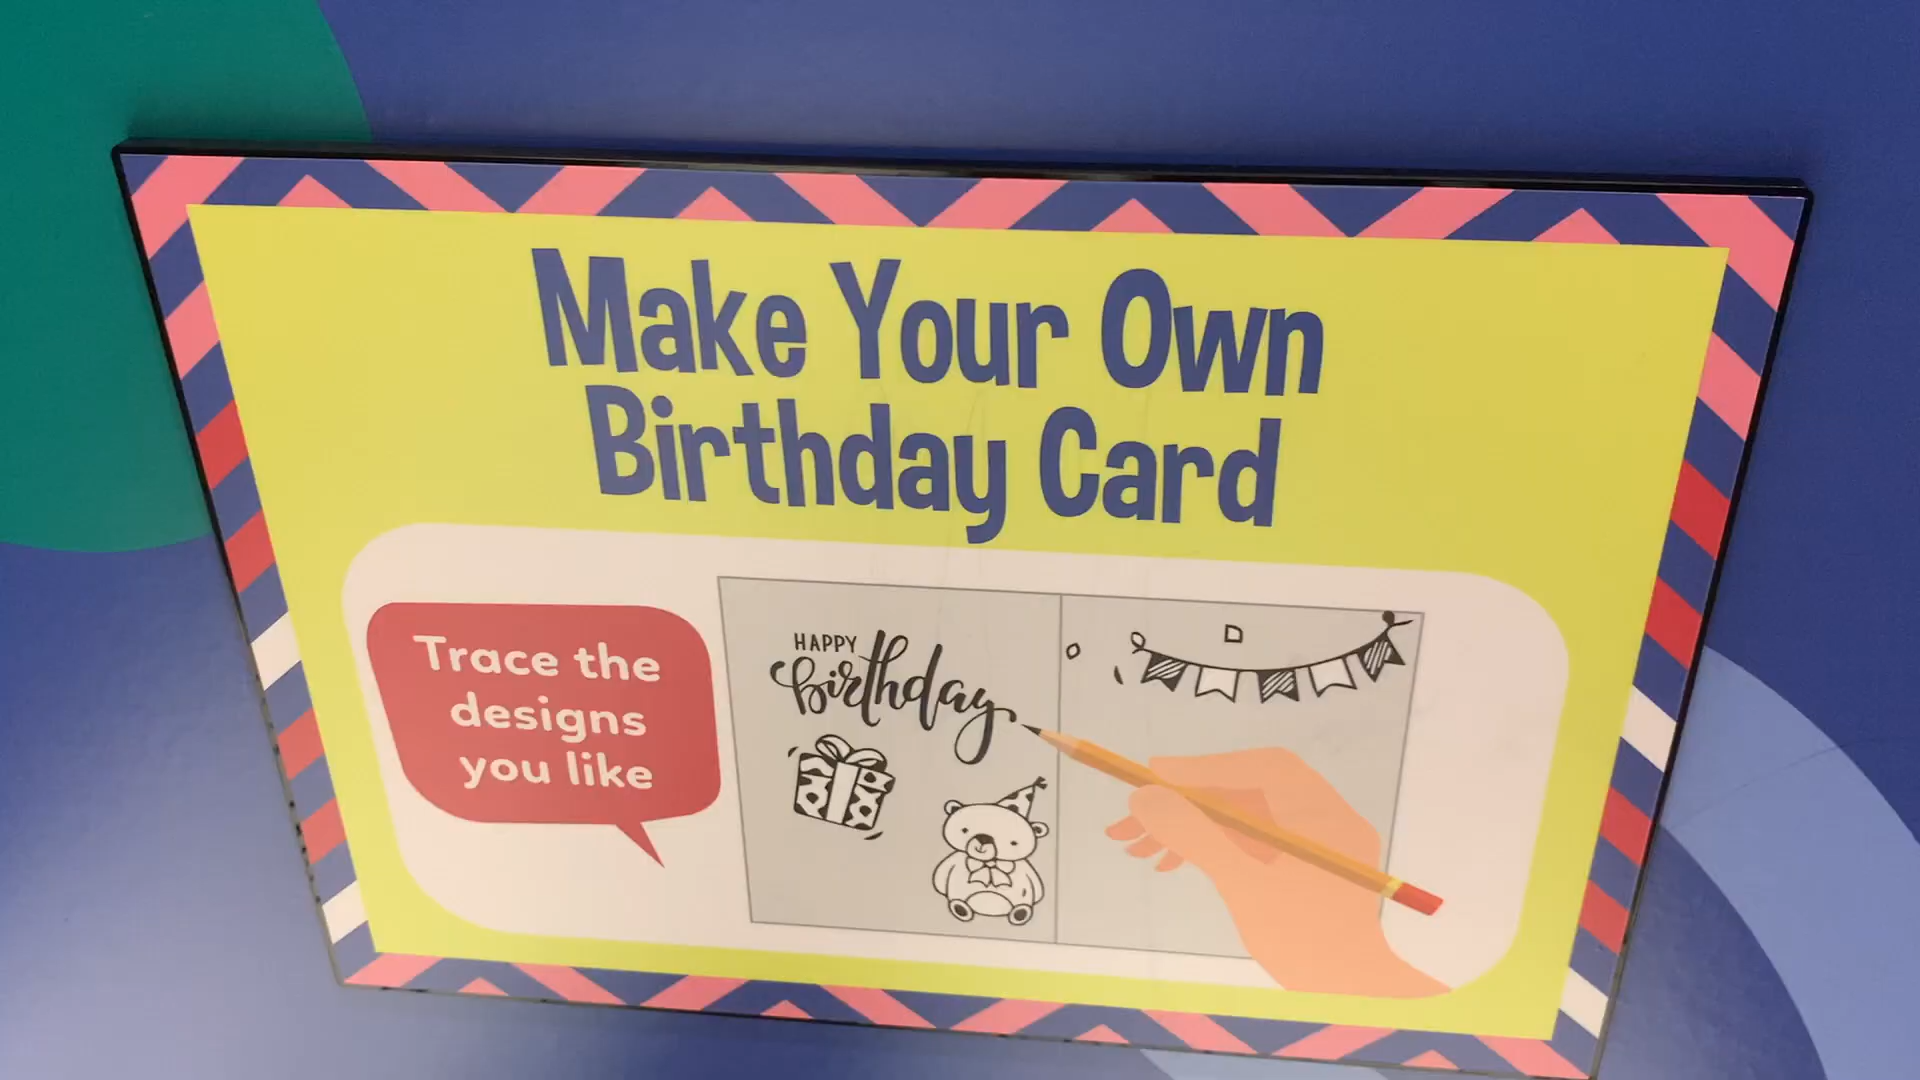 Make Your Own
Birthday Card
Trace the
designs
you like
HAPPY
Birthday